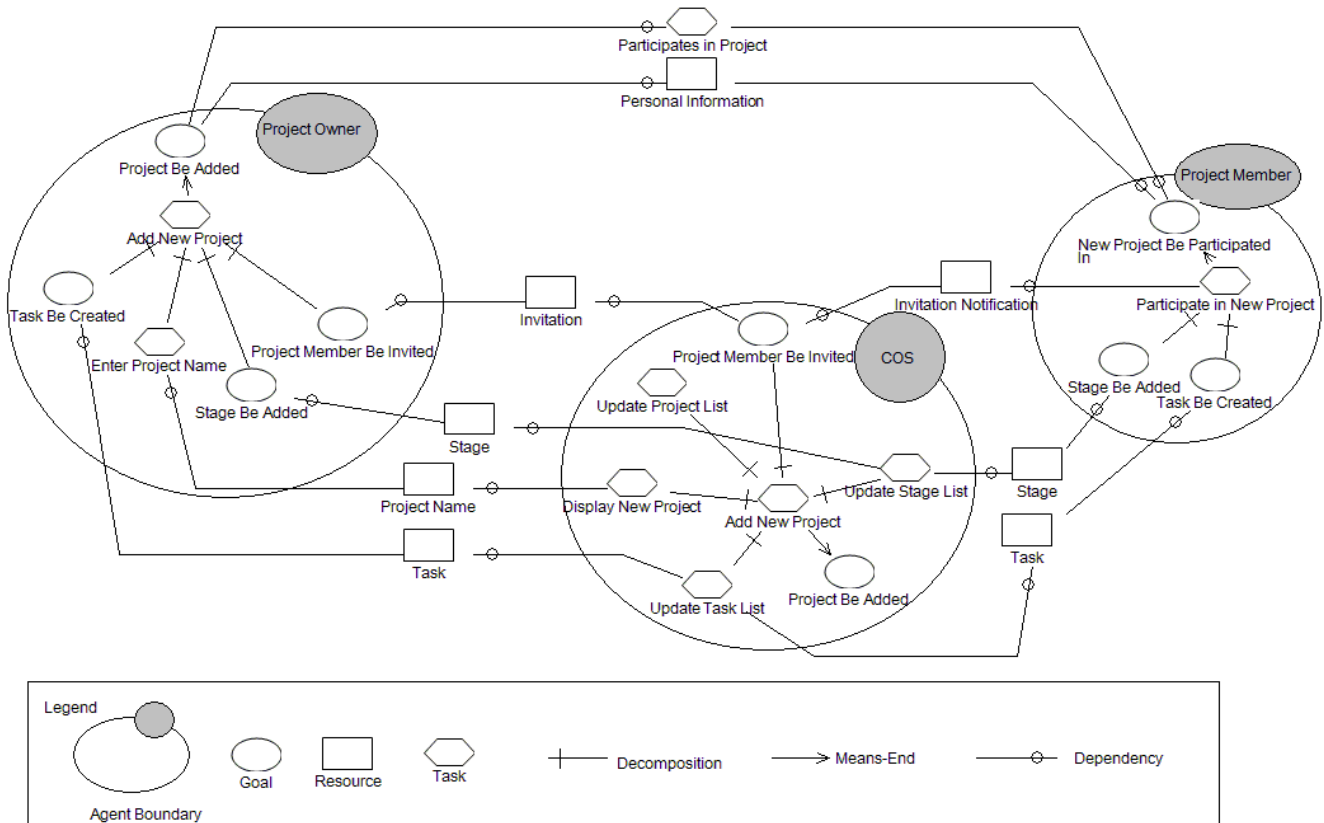 Participates in Project
Personal Information
Project Owner
Project Be Added
Project Member
Add New Project
New Project Be Participated
In
Task Be Created
Invitation
Invitation Notification
Participate in New Project
Enter Project Name
Project Member Be Invited
Project Member Be Invited
COS
Stage Be Added
Update Project List
Stage Be Added
Task Be Created
Stage
Project Name
Display New Project
Add New Project
Update Stage List
Stage
Task
Update Task List
Project Be Added
Task
Legend
Goal
Resource
Task
Decomposition
Means-End
Dependency
Agent Boundary